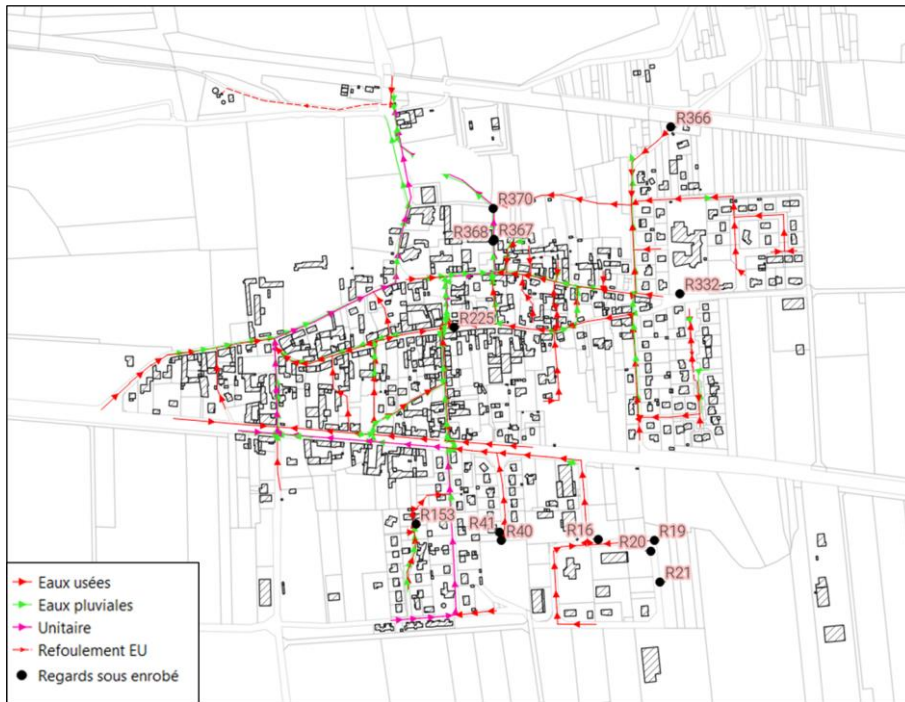 R366
R370
R368 R367
R332
R225
R153
R41
R40
R16
R19
R20
R21
Eaux usées
Eaux pluviales
Unitaire
Refoulement EU
Regards sous enrobé